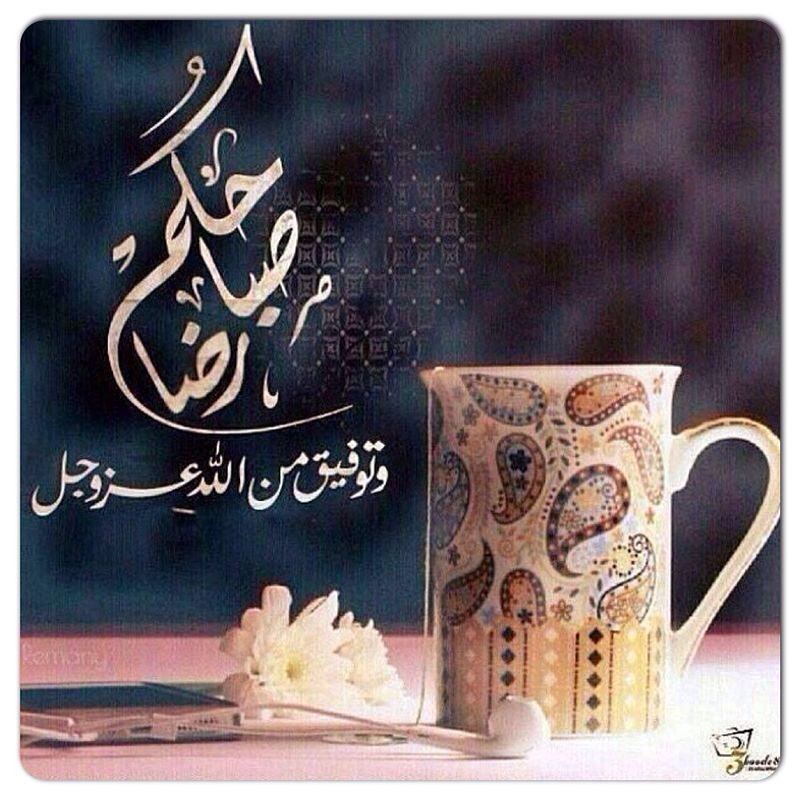 صباحكم
رضا
وتوفيق من الله عز وجل